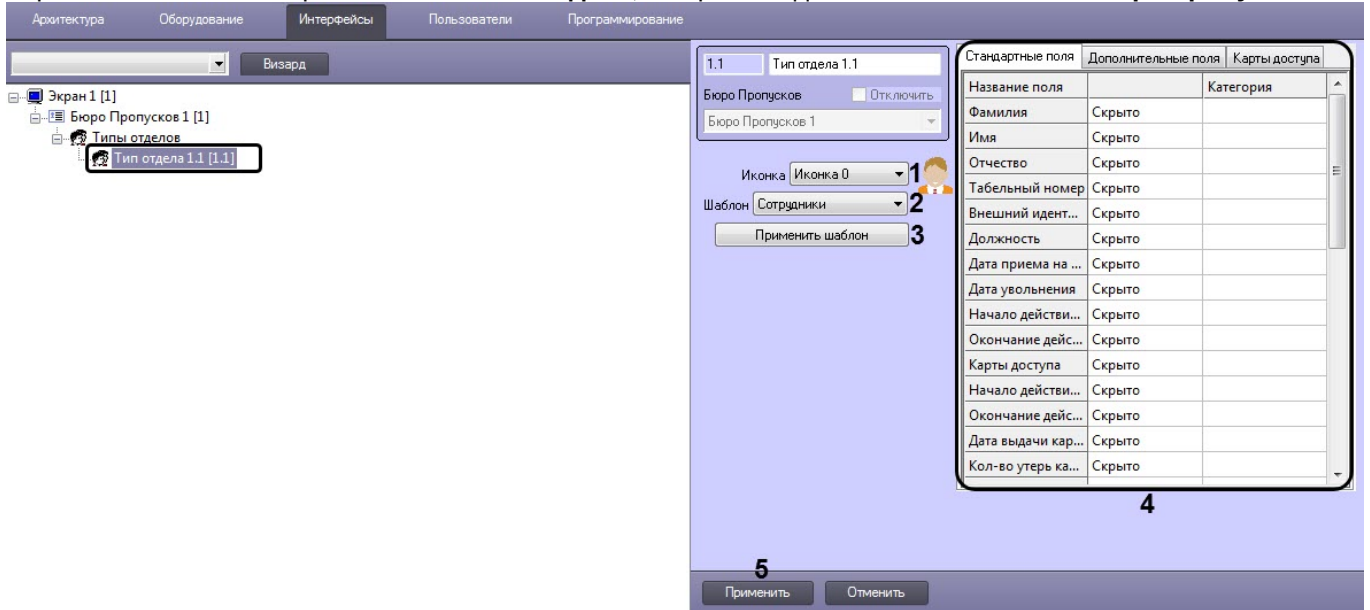 Архитектура Оборудование Интерфейсы Пользователи Программирование
Визард
Экран 1 [1]
Бюро Пропусков 1 [1]
Типы отделов
Тип отдела 1.1 [1.1]
1.1 Тип отдела 1.1
Бюро Пропусков Отключить
Бюро Пропусков 1
Иконка Иконка 0 1
Шаблон Сотрудники 2
Применить шаблон 3
Стандартные поля Дополнительные поля Карты доступа
Название поля Категория
Фамилия Скрыто
Имя Скрыто
Отчество Скрыто
Табельный номер Скрыто
Внешний идент... Скрыто
Должность Скрыто
Дата приема на ... Скрыто
Дата увольнения Скрыто
Начало действи... Скрыто
Окончание дейс... Скрыто
Карты доступа Скрыто
Начало действи... Скрыто
Окончание дейс... Скрыто
Дата выдачи кар... Скрыто
Кол-во утерь ка... Скрыто
4
5
Применить Отменить